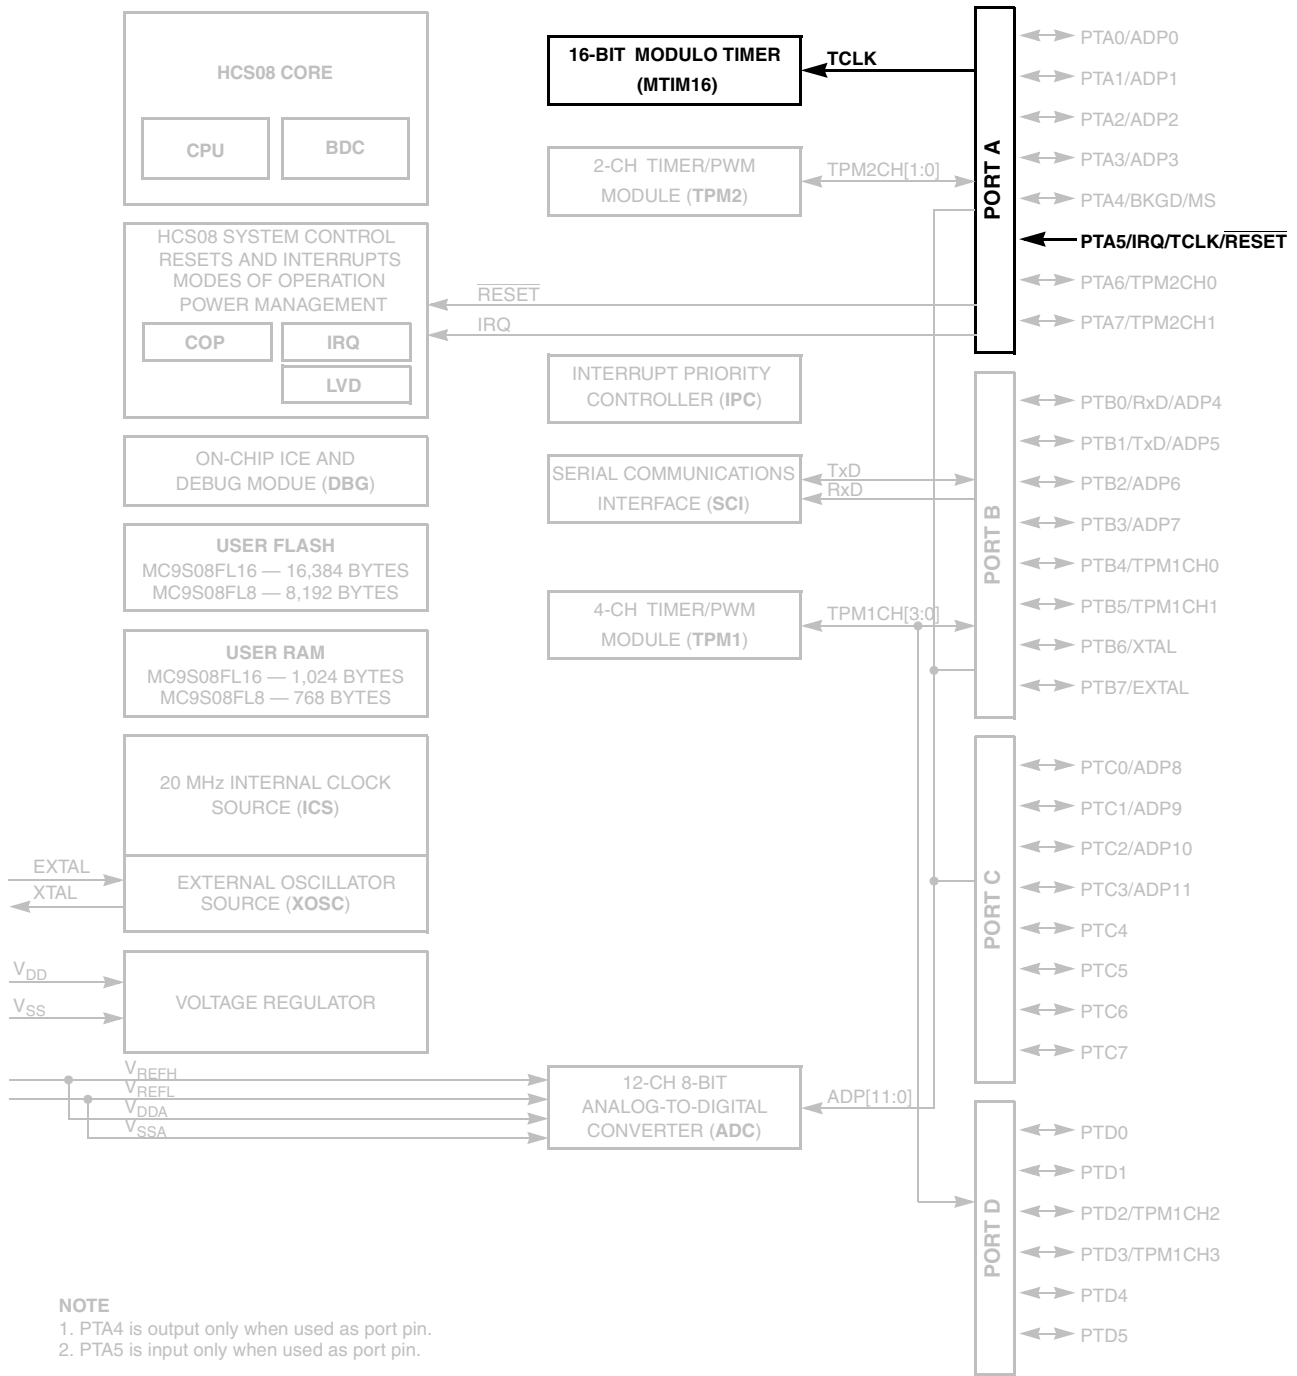 HCS08 CORE
CPU
BDC
HCS08 SYSTEM CONTROL
RESETS AND INTERRUPTS
MODES OF OPERATION
POWER MANAGEMENT
COP
IRQ
LVD
ON-CHIP ICE AND
DEBUG MODUE (DBG)
USER FLASH
MC9S08FL16 — 16,384 BYTES
MC9S08FL8 — 8,192 BYTES
USER RAM
MC9S08FL16 — 1,024 BYTES
MC9S08FL8 — 768 BYTES
20 MHz INTERNAL CLOCK
SOURCE (ICS)
EXTERNAL OSCILLATOR
SOURCE (XOSC)
EXTAL
XTAL
VOLTAGE REGULATOR
VDD
VSS
VREFH
VREFL
VDDA
VSSA
16-BIT MODULO TIMER
(MTIM16)
TCLK
2-CH TIMER/PWM
MODULE (TPM2)
TPM2CH[1:0]
RESET
IRQ
INTERRUPT PRIORITY
CONTROLLER (IPC)
SERIAL COMMUNICATIONS
INTERFACE (SCI)
TxD
RxD
4-CH TIMER/PWM
MODULE (TPM1)
TPM1CH[3:0]
12-CH 8-BIT
ANALOG-TO-DIGITAL
CONVERTER (ADC)
ADP[11:0]
PORT A
PTA0/ADP0
PTA1/ADP1
PTA2/ADP2
PTA3/ADP3
PTA4/BKGD/MS
PTA5/IRQ/TCLK/RESET
PTA6/TPM2CH0
PTA7/TPM2CH1
PORT B
PTB0/RxD/ADP4
PTB1/TxD/ADP5
PTB2/ADP6
PTB3/ADP7
PTB4/TPM1CH0
PTB5/TPM1CH1
PTB6/XTAL
PTB7/EXTAL
PORT C
PTC0/ADP8
PTC1/ADP9
PTC2/ADP10
PTC3/ADP11
PTC4
PTC5
PTC6
PTC7
PORT D
PTD0
PTD1
PTD2/TPM1CH2
PTD3/TPM1CH3
PTD4
PTD5
NOTE
1. PTA4 is output only when used as port pin.
2. PTA5 is input only when used as port pin.